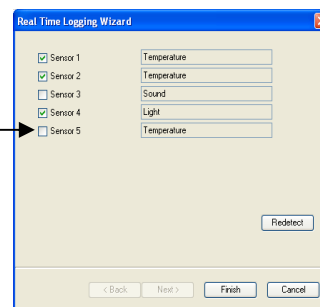 Real Time Logging Wizard
Sensor 1 Temperature
Sensor 2 Temperature
Sensor 3 Sound
Sensor 4 Light
Sensor 5 Temperature
Redetect
< Back Next > Finish Cancel